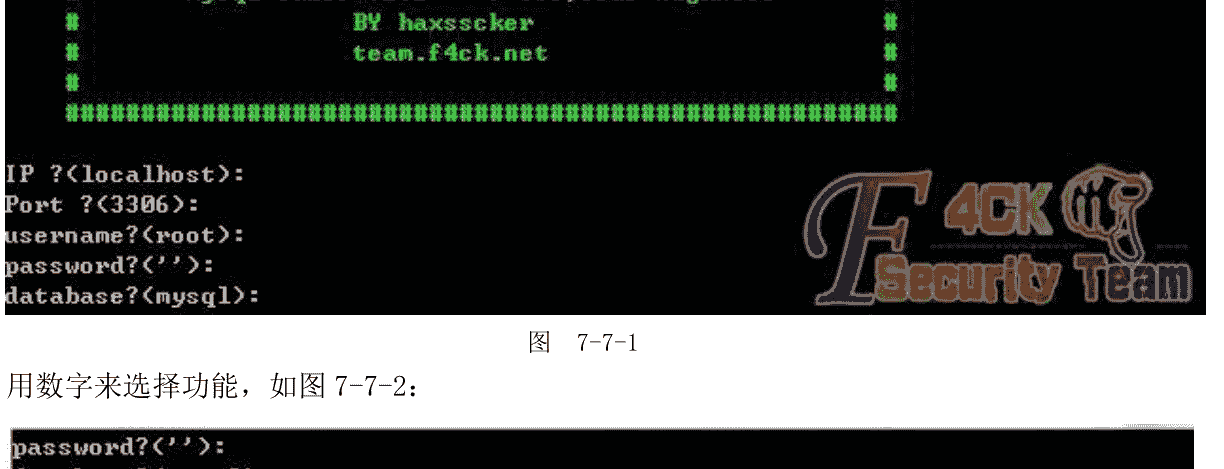 # BY haxsscker #
# team.f4ck.net #
# #
#######################################################
IP ?(localhost):
Port ?(3306):
username?(root):
password?(''):
database?(mysql):
F4CK
Security Team
图 7-7-1
用数字来选择功能，如图 7-7-2：
password?(''):